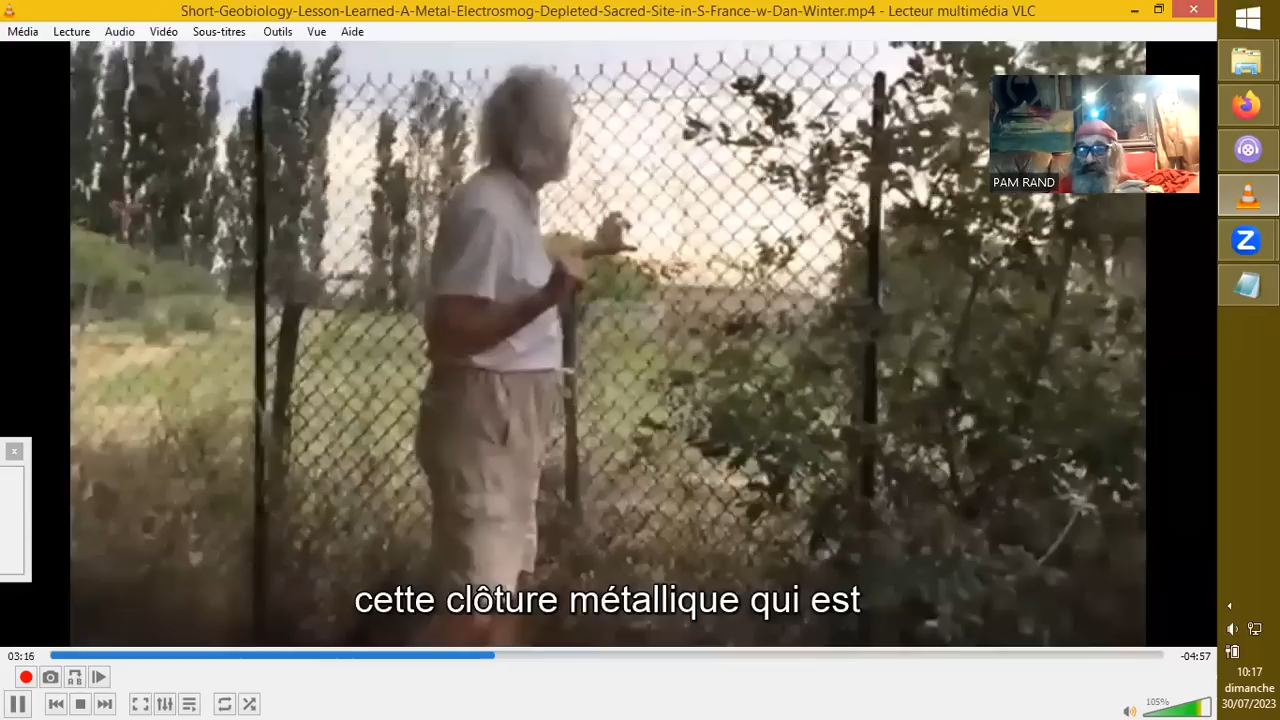 Short-Geobiology-Lesson-Learned-A-Metal-Electrosmog-Depleted-Sacred-Site-in-S-France-w-Dan-Winter.mp4 - Lecteur multimédia VLC
Média Lecture Audio Vidéo Sous-titres Outils Vue Aide
PAM RAND
cette clôture métallique qui est
03:16 -04:57
A B
105%
10:17
dimanche
30/07/2023
Z